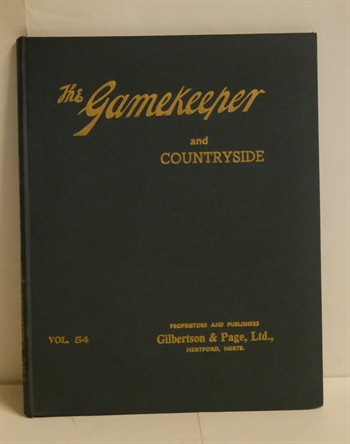 The Gamekeeper
and
COUNTRYSIDE
PROPRIETORS AND PUBLISHERS
VOL. 54 Gilbertson & Page, Ltd.,
HERTFORD, HERTS.